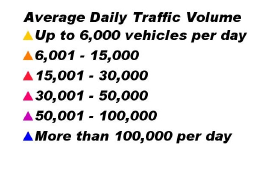 Average Daily Traffic Volume
Up to 6,000 vehicles per day
6,001 - 15,000
15,001 - 30,000
30,001 - 50,000
50,001 - 100,000
More than 100,000 per day